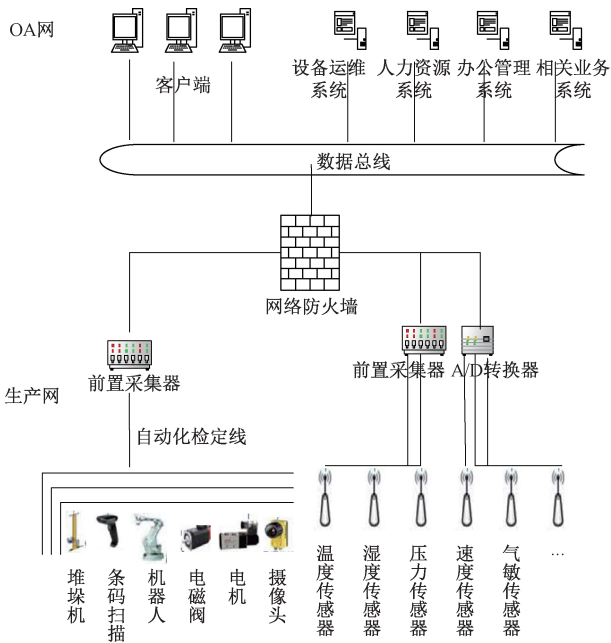 OA网
客户端
设备运维
系统
人力资源
系统
办公管理
系统
相关业务
系统
数据总线
网络防火墙
前置采集器
前置采集器
A/D转换器
生产网
自动化检定线
堆垛机
条码扫描
机器人
电磁阀
电机
摄像头
温度传感器
湿度传感器
压力传感器
速度传感器
气敏传感器
…